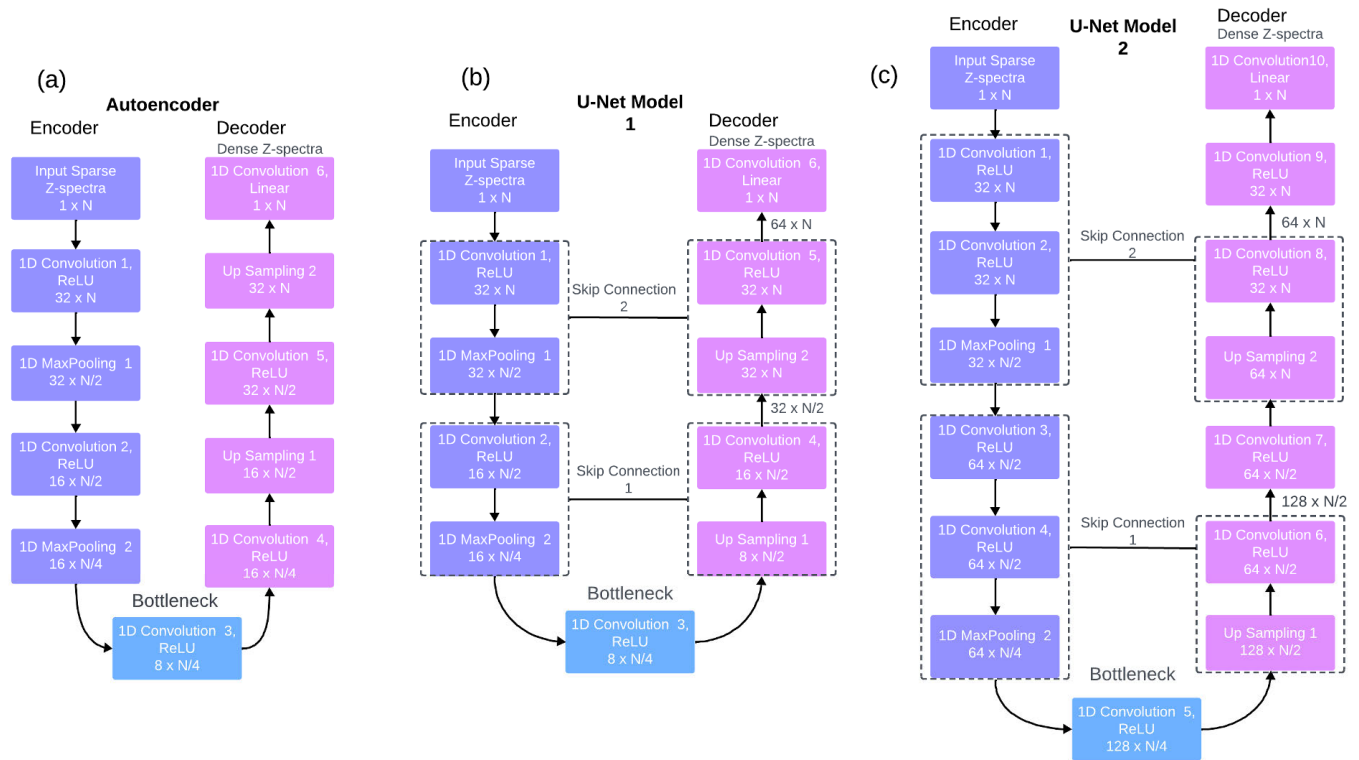 (a)
Autoencoder
Encoder
Decoder
Dense Z-spectra
Input Sparse
Z-spectra
1 x N
1D Convolution 1,
ReLU
32 x N
1D MaxPooling 1
32 x N/2
1D Convolution 2,
ReLU
16 x N/2
1D MaxPooling 2
16 x N/4
Bottleneck
1D Convolution 3,
ReLU
8 x N/4
1D Convolution 6,
Linear
1 x N
Up Sampling 2
32 x N
1D Convolution 5,
ReLU
32 x N/2
Up Sampling 1
16 x N/2
1D Convolution 4,
ReLU
16 x N/4
(b)
U-Net Model
1
Encoder
Decoder
Dense Z-spectra
Input Sparse
Z-spectra
1 x N
1D Convolution 1,
ReLU
32 x N
1D MaxPooling 1
32 x N/2
1D Convolution 2,
ReLU
16 x N/2
1D MaxPooling 2
16 x N/4
Skip Connection
2
Skip Connection
1
Bottleneck
1D Convolution 3,
ReLU
8 x N/4
1D Convolution 6,
Linear
1 x N
64 x N
1D Convolution 5,
ReLU
32 x N
Up Sampling 2
32 x N
32 x N/2
1D Convolution 4,
ReLU
16 x N/2
Up Sampling 1
8 x N/2
(c)
U-Net Model
2
Encoder
Decoder
Dense Z-spectra
Input Sparse
Z-spectra
1 x N
1D Convolution 1,
ReLU
32 x N
1D Convolution 2,
ReLU
32 x N
1D MaxPooling 1
32 x N/2
1D Convolution 3,
ReLU
64 x N/2
1D Convolution 4,
ReLU
64 x N/2
1D MaxPooling 2
64 x N/4
Skip Connection
2
Skip Connection
1
Bottleneck
1D Convolution 5,
ReLU
128 x N/4
1D Convolution10,
Linear
1 x N
1D Convolution 9,
ReLU
32 x N
64 x N
1D Convolution 8,
ReLU
32 x N
Up Sampling 2
64 x N
1D Convolution 7,
ReLU
64 x N/2
128 x N/2
1D Convolution 6,
ReLU
64 x N/2
Up Sampling 1
128 x N/2